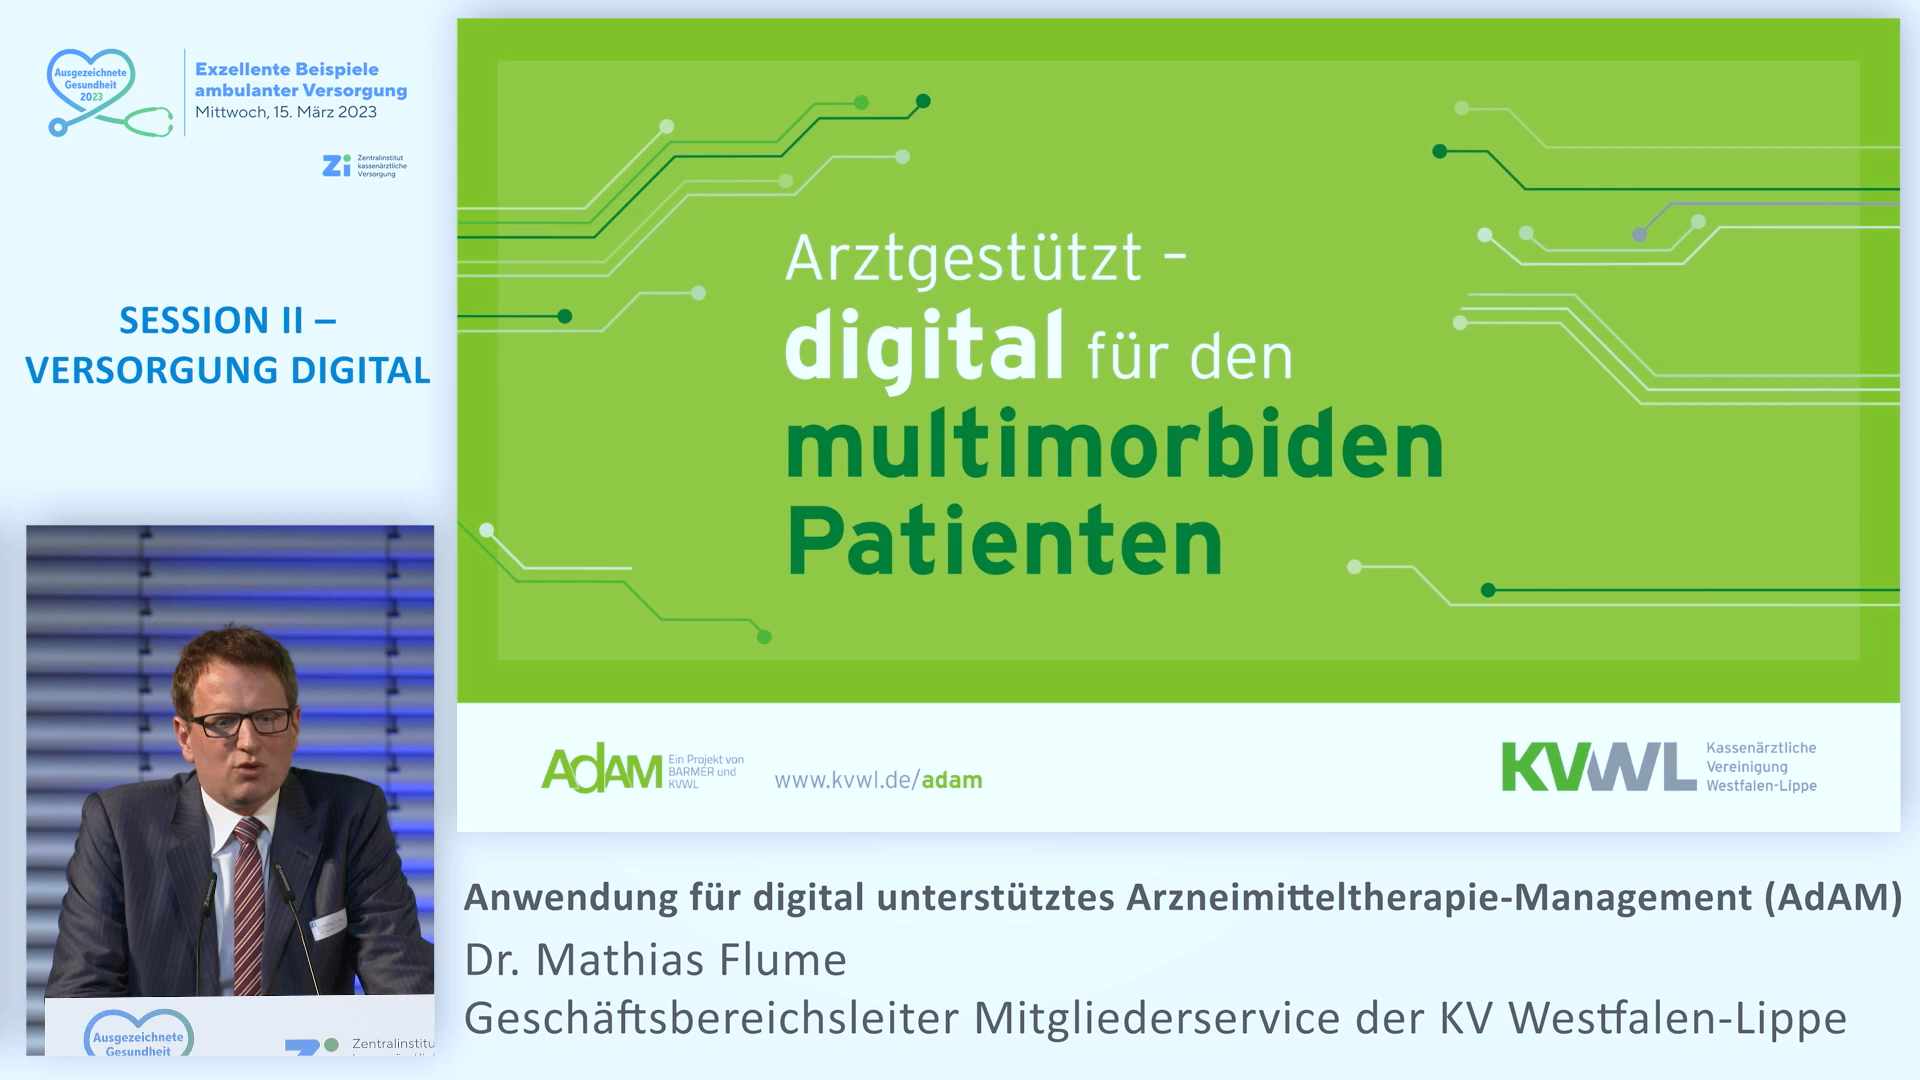 Ausgezeichnete
Gesundheit
2023
Exzellente Beispiele
ambulanter Versorgung
Mittwoch, 15. März 2023
Zi
Zentralinstitut
kassenärztliche
Versorgung
SESSION II –
VERSORGUNG DIGITAL
Arztgestützt –
digital für den
multimorbiden
Patienten
AdAM
Ein Projekt von
BARMER und
KVWL
www.kvwl.de/adam
KVWL
Kassenärztliche
Vereinigung
Westfalen-Lippe
Ausgezeichnete
Gesundheit
Zi
Anwendung für digital unterstütztes Arzneimitteltherapie-Management (AdAM)
Dr. Mathias Flume
Geschäftsbereichsleiter Mitgliederservice der KV Westfalen-Lippe